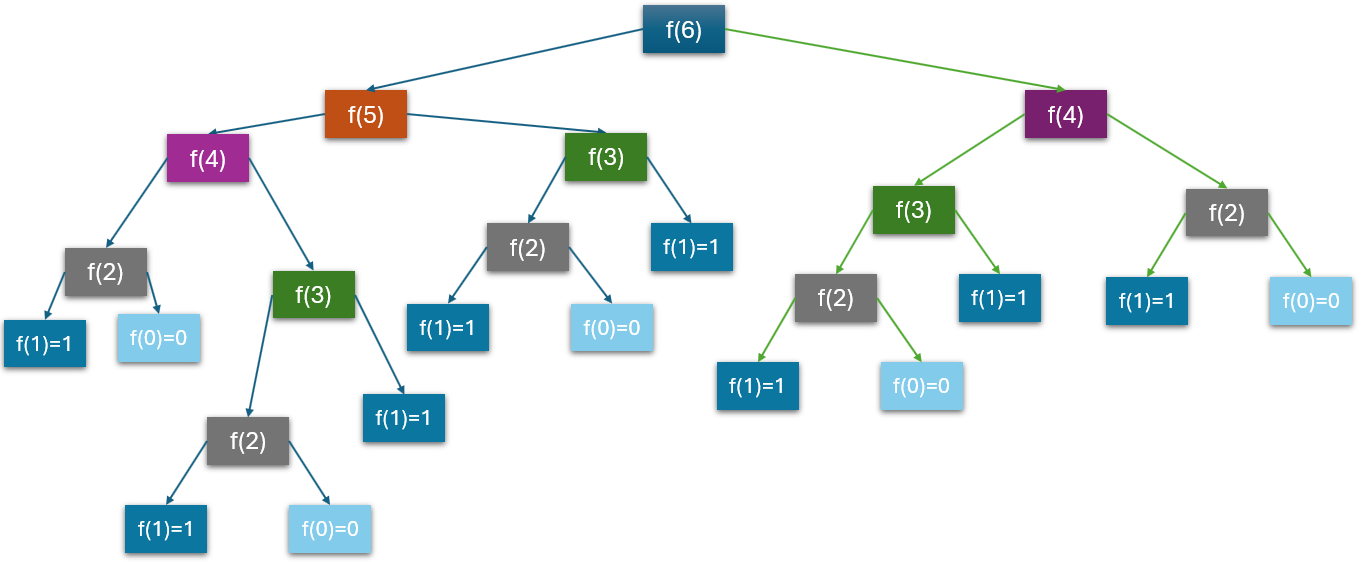 f(6)
f(5)
f(4)
f(4)
f(3)
f(3)
f(2)
f(2)
f(2)
f(1)=1
f(3)
f(2)
f(1)=1
f(1)=1
f(0)=0
f(1)=1
f(0)=0
f(1)=1
f(0)=0
f(1)=1
f(1)=1
f(0)=0
f(2)
f(1)=1
f(0)=0